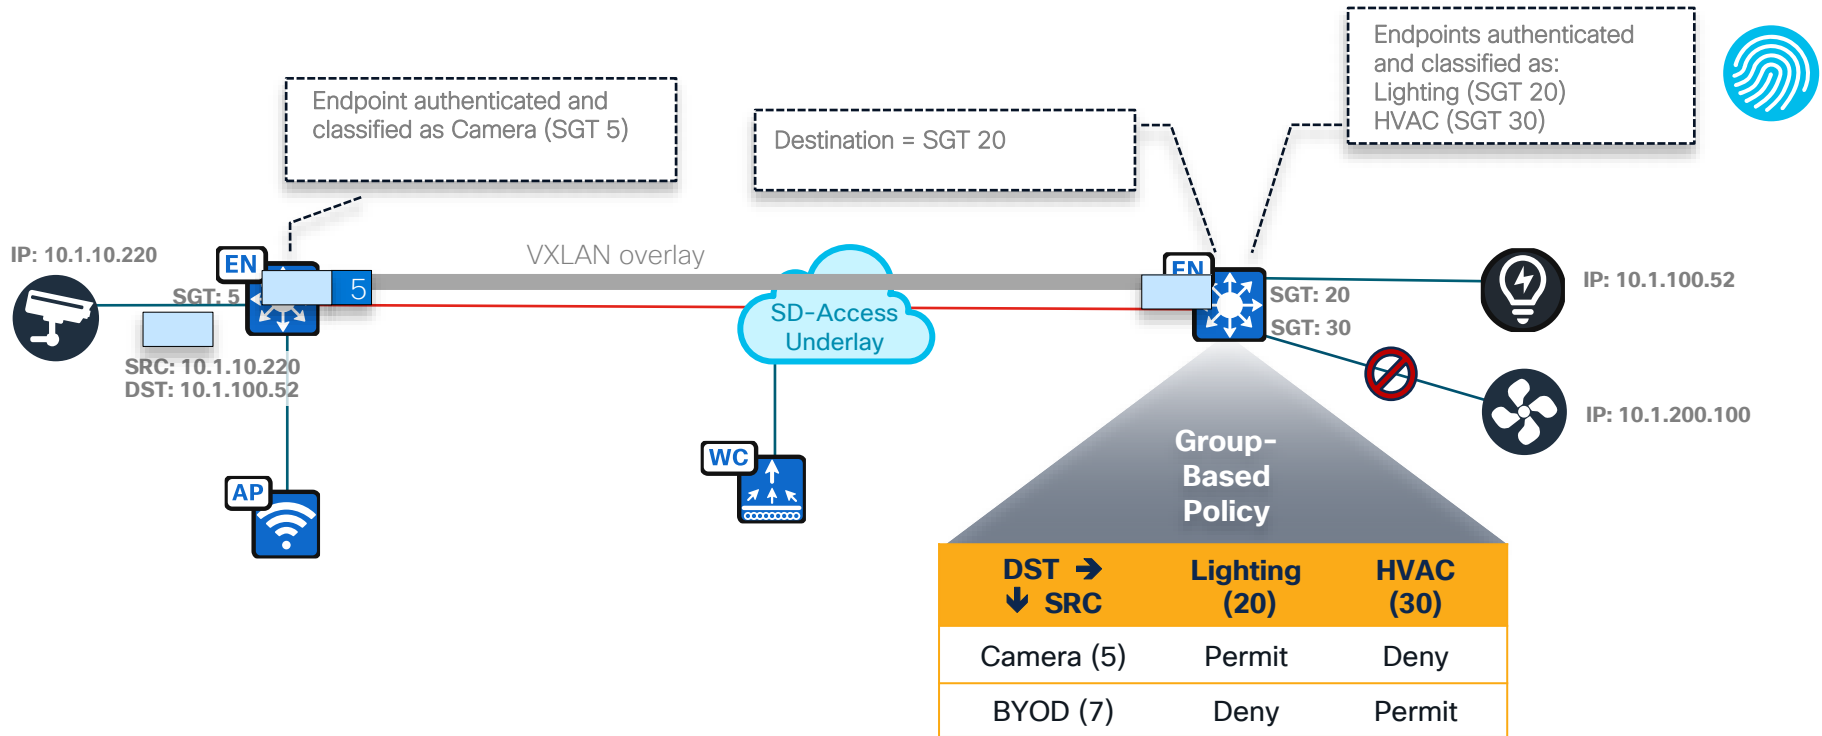 Endpoint authenticated and
classified as Camera (SGT 5)
Destination = SGT 20
Endpoints authenticated
and classified as:
Lighting (SGT 20)
HVAC (SGT 30)
IP: 10.1.10.220
EN
SGT: 5
5
VXLAN overlay
SRC: 10.1.10.220
DST: 10.1.100.52
SD-Access
Underlay
EN
SGT: 20
SGT: 30
IP: 10.1.100.52
IP: 10.1.200.100
AP
WC
Group-
Based
Policy
DST → Lighting HVAC
↓ SRC (20) (30)
Camera (5) Permit Deny
BYOD (7) Deny Permit